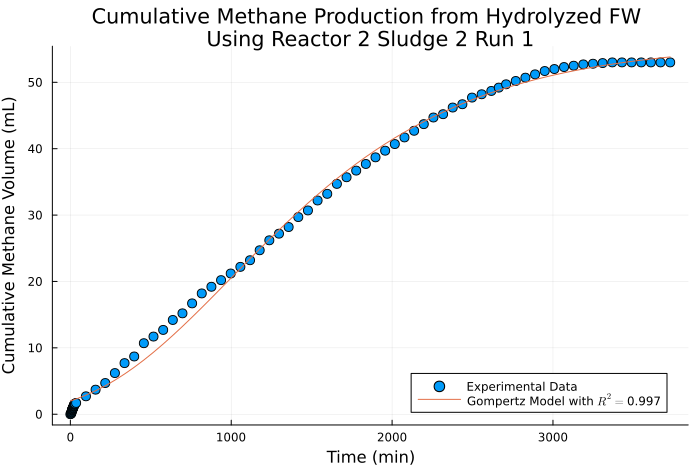 Cumulative Methane Production from Hydrolyzed FW
Using Reactor 2 Sludge 2 Run 1
Cumulative Methane Volume (mL)
50
40
30
20
10
0
0 1000 2000 3000
Time (min)
Experimental Data
Gompertz Model with R² = 0.997